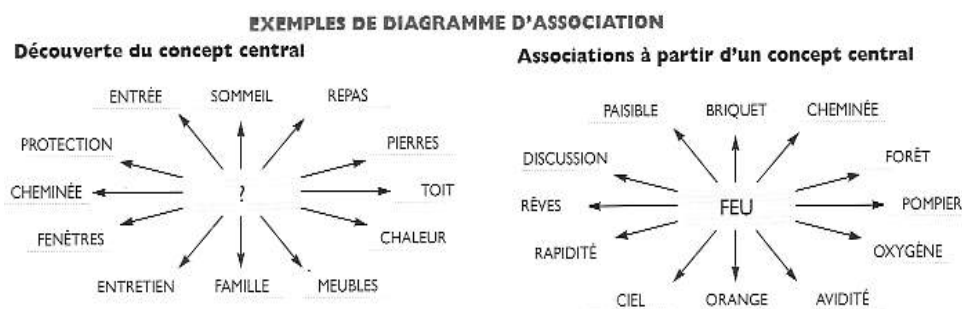 EXEMPLES DE DIAGRAMME D'ASSOCIATION
Découverte du concept central
ENTRÉE SOMMEIL REPAS
PROTECTION PIERRES
CHEMINÉE ? TOIT
FENÊTRES CHALEUR
ENTRETIEN FAMILLE MEUBLES
Associations à partir d'un concept central
PAISIBLE BRIQUET CHEMINÉE
DISCUSSION FORÊT
RÊVES FEU POMPIER
RAPIDITÉ OXYGÈNE
CIEL ORANGE AVIDITÉ